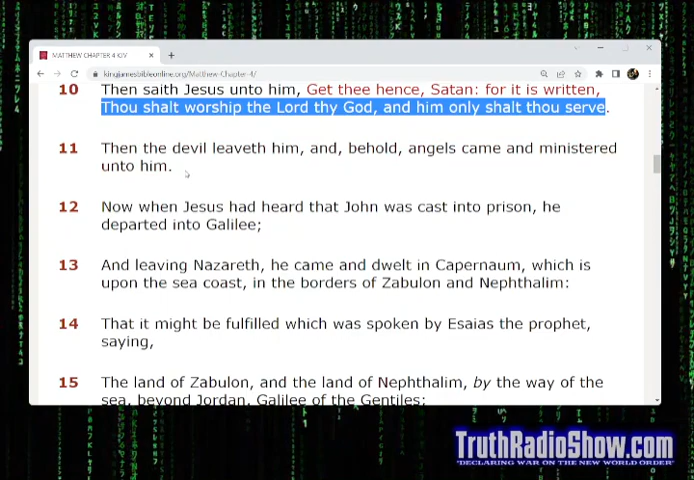 MATTHEW CHAPTER 4 KJV
kingjamesbibleonline.org/Matthew-Chapter-4/
10 Then saith Jesus unto him, Get thee hence, Satan: for it is written,
Thou shalt worship the Lord thy God, and him only shalt thou serve.
11 Then the devil leaveth him, and, behold, angels came and ministered
unto him.
12 Now when Jesus had heard that John was cast into prison, he
departed into Galilee;
13 And leaving Nazareth, he came and dwelt in Capernaum, which is
upon the sea coast, in the borders of Zabulon and Nephthalim:
14 That it might be fulfilled which was spoken by Esaias the prophet,
saying,
15 The land of Zabulon, and the land of Nephthalim, by the way of the
sea, beyond Jordan, Galilee of the Gentiles;
TruthRadioShow.com
"DECLARING WAR ON THE NEW WORLD ORDER"